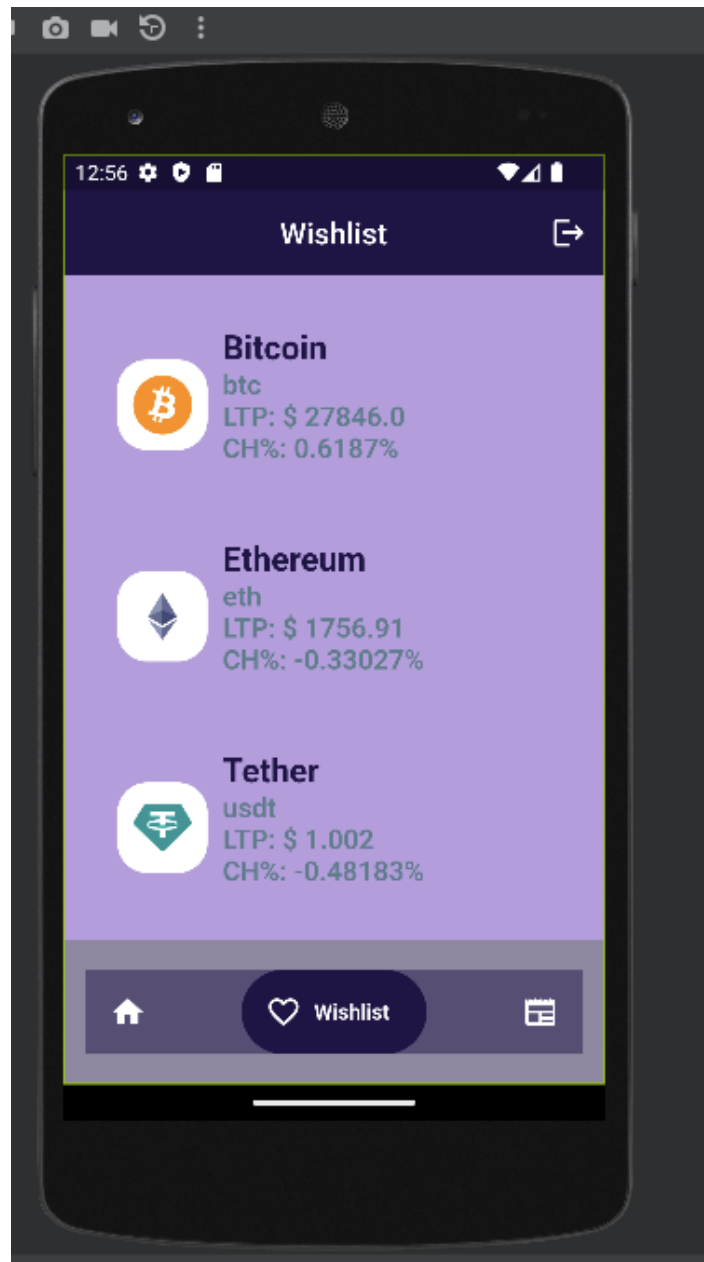 12:56
Wishlist
Bitcoin
btc
LTP: $ 27846.0
CH%: 0.6187%
Ethereum
eth
LTP: $ 1756.91
CH%: -0.33027%
Tether
usdt
LTP: $ 1.002
CH%: -0.48183%
Wishlist